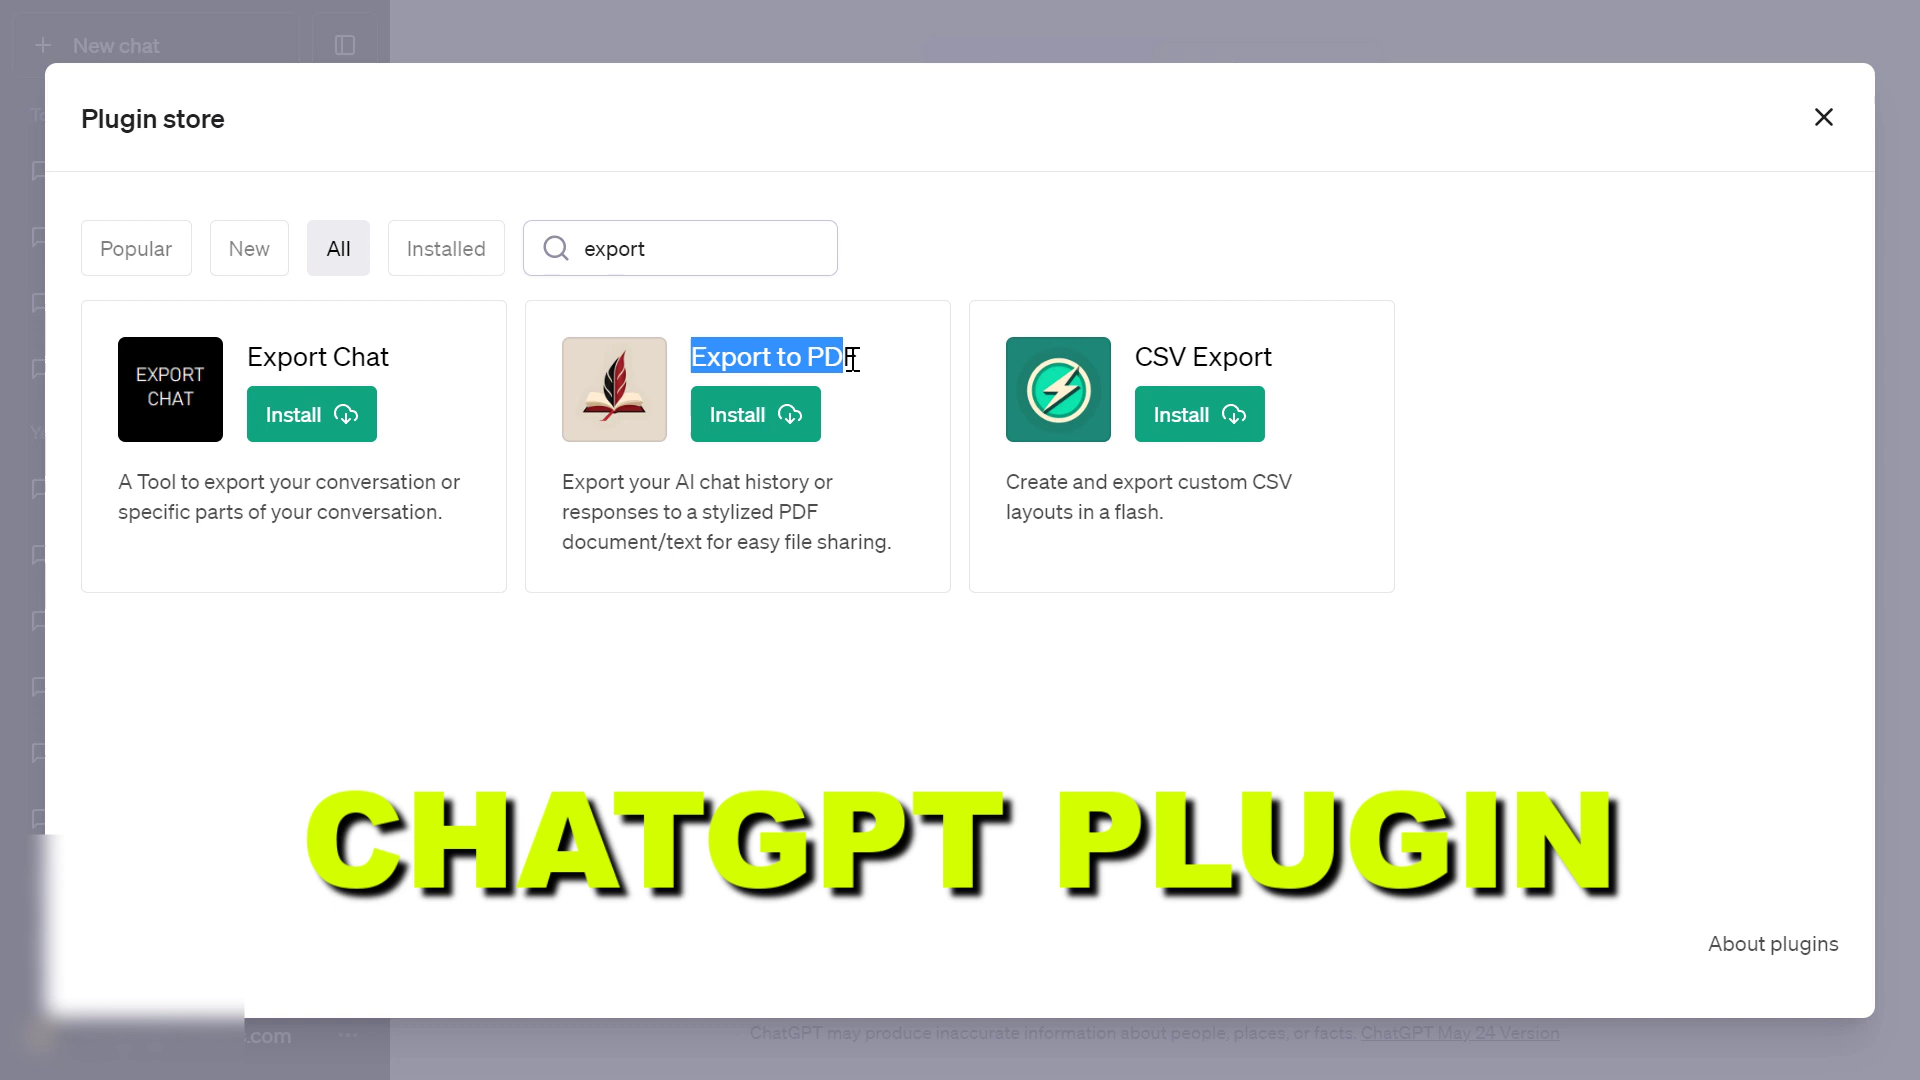 New chat
Plugin store
Popular
New
All
Installed
export
EXPORT
CHAT
Export Chat
Install
A Tool to export your conversation or
specific parts of your conversation.
Export to PDF
Install
Export your AI chat history or
responses to a stylized PDF
document/text for easy file sharing.
CSV Export
Install
Create and export custom CSV
layouts in a flash.
CHATGPT PLUGIN
About plugins
.com
ChatGPT may produce inaccurate information about people, places, or facts. ChatGPT May 24 Version